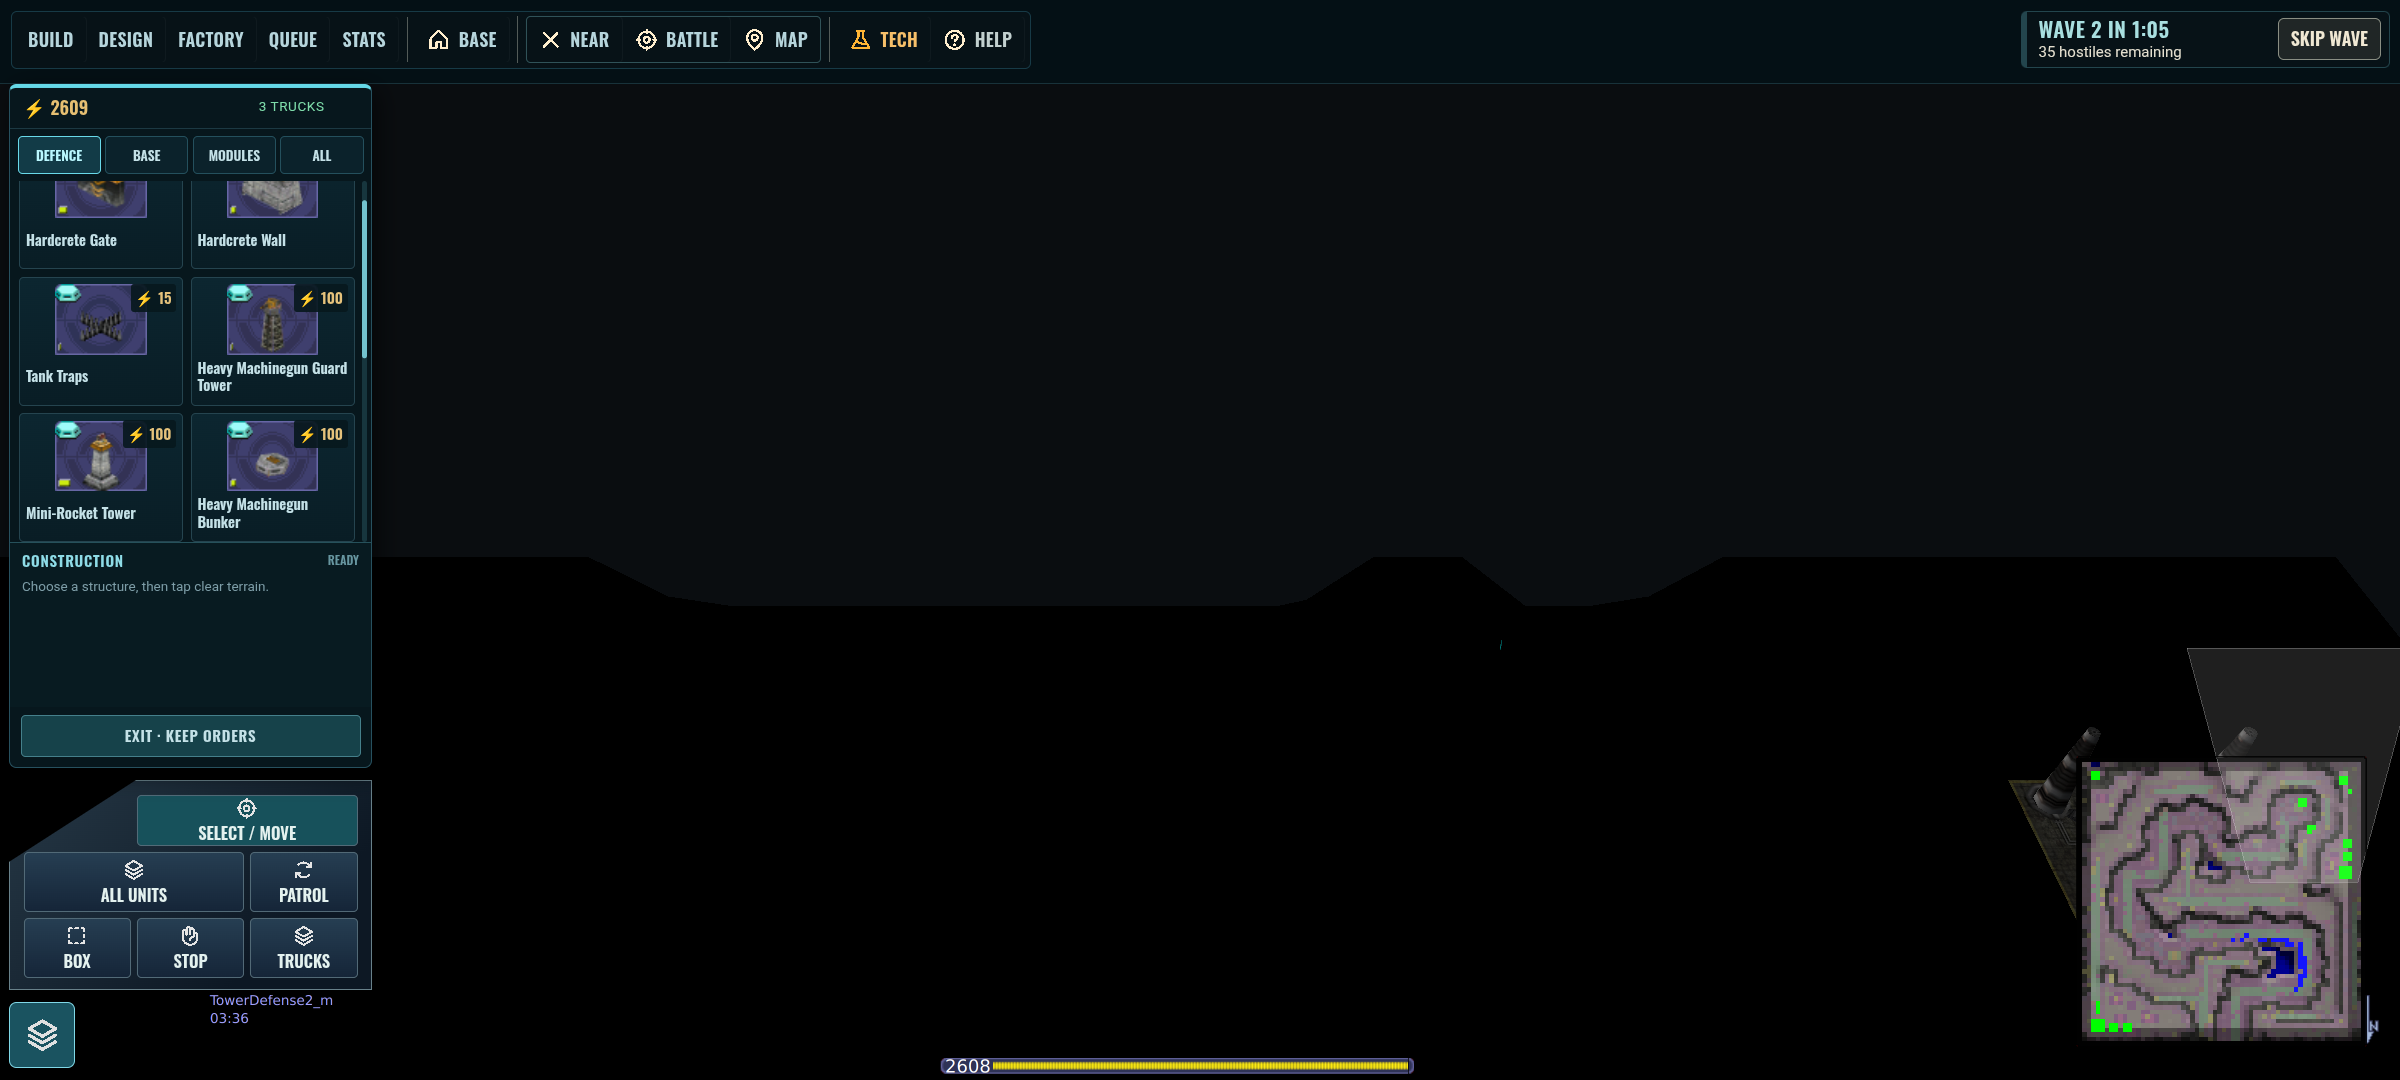 BUILD DESIGN FACTORY QUEUE STATS BASE NEAR BATTLE MAP TECH HELP
WAVE 2 IN 1:05
35 hostiles remaining
SKIP WAVE
2609
3 TRUCKS
DEFENCE BASE MODULES ALL
Hardcrete Gate
Hardcrete Wall
15
Tank Traps
100
Heavy Machinegun Guard
Tower
100
Mini-Rocket Tower
100
Heavy Machinegun
Bunker
CONSTRUCTION
READY
Choose a structure, then tap clear terrain.
EXIT · KEEP ORDERS
SELECT / MOVE
ALL UNITS
PATROL
BOX
STOP
TRUCKS
TowerDefense2_m
03:36
2608
N